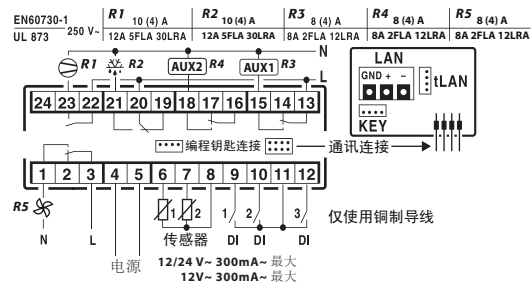 EN60730-1 250 V~ R1 10 (4) A R2 10 (4) A R3 8 (4) A R4 8 (4) A R5 8 (4) A
UL 873 12A 5FLA 30LRA 12A 5FLA 30LRA 8A 2FLA 12LRA 8A 2FLA 12LRA 8A 2FLA 12LRA
N
R1 R2 AUX2 R4 AUX1 R3
L
24 23 22 21 20 19 18 17 16 15 14 13
LAN
GND + -
tLAN
KEY
编程钥匙连接
通讯连接
1 2 3 4 5 6 7 8 9 10 11 12
R5
1 2 1 2 3
仅使用铜制导线
N L 传感器 DI DI DI
电源
12/24 V~ 300mA~ 最大
12V~ 300mA~ 最大